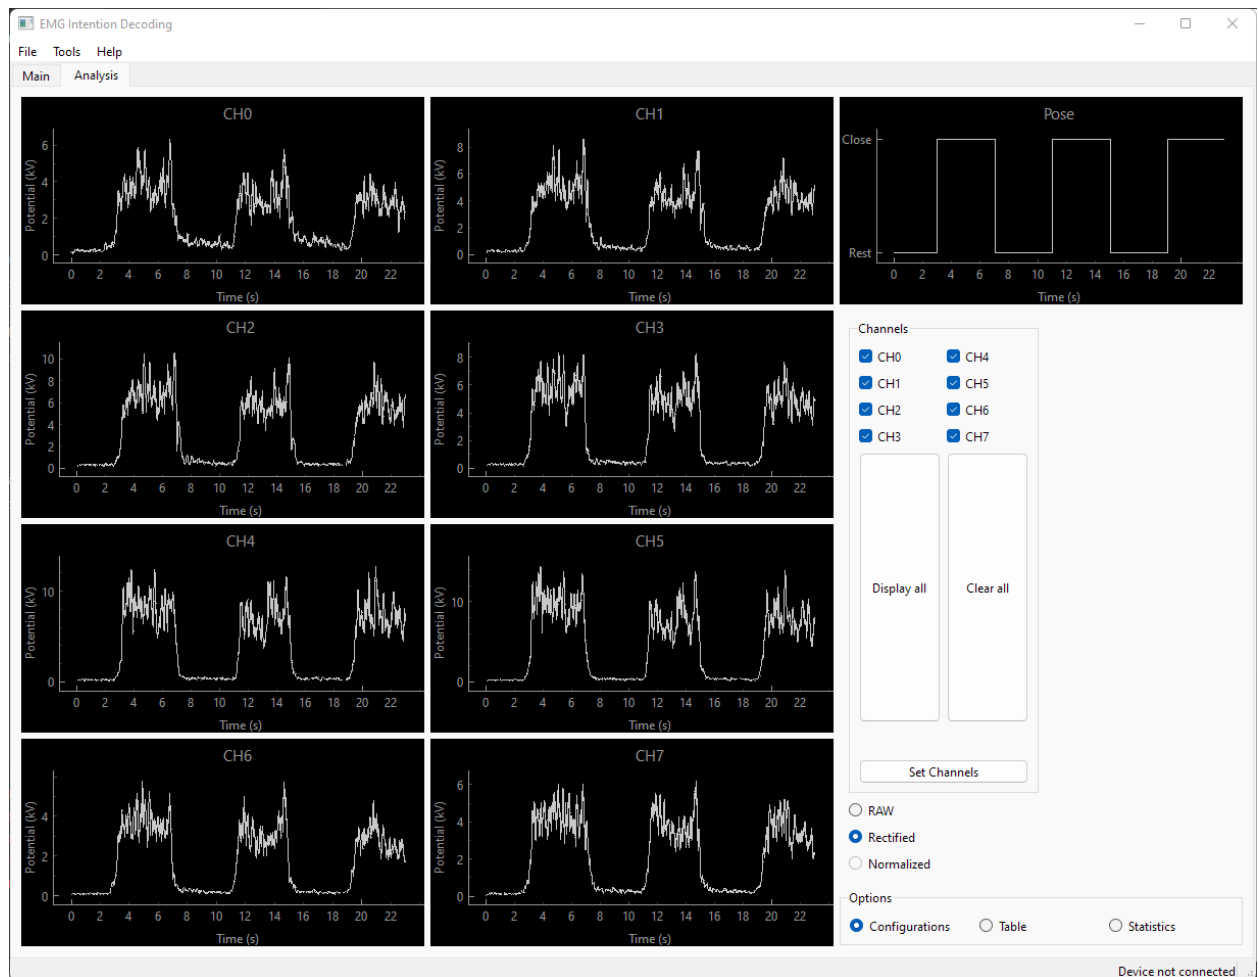 EMG Intention Decoding
File Tools Help
Main Analysis
CH0
Potential (kV)
6
4
2
0
0 2 4 6 8 10 12 14 16 18 20 22
Time (s)
CH1
Potential (kV)
8
6
4
2
0
0 2 4 6 8 10 12 14 16 18 20 22
Time (s)
Pose
Close
Rest
0 2 4 6 8 10 12 14 16 18 20 22
Time (s)
CH2
Potential (kV)
10
8
6
4
2
0
0 2 4 6 8 10 12 14 16 18 20 22
Time (s)
CH3
Potential (kV)
8
6
4
2
0
0 2 4 6 8 10 12 14 16 18 20 22
Time (s)
CH4
Potential (kV)
10
0
0 2 4 6 8 10 12 14 16 18 20 22
Time (s)
CH5
Potential (kV)
10
0
0 2 4 6 8 10 12 14 16 18 20 22
Time (s)
CH6
Potential (kV)
6
4
2
0
0 2 4 6 8 10 12 14 16 18 20 22
Time (s)
CH7
Potential (kV)
6
4
2
0
0 2 4 6 8 10 12 14 16 18 20 22
Time (s)
Channels
CH0 CH4
CH1 CH5
CH2 CH6
CH3 CH7
Display all Clear all
Set Channels
RAW
Rectified
Normalized
Options
Configurations Table Statistics
Device not connected